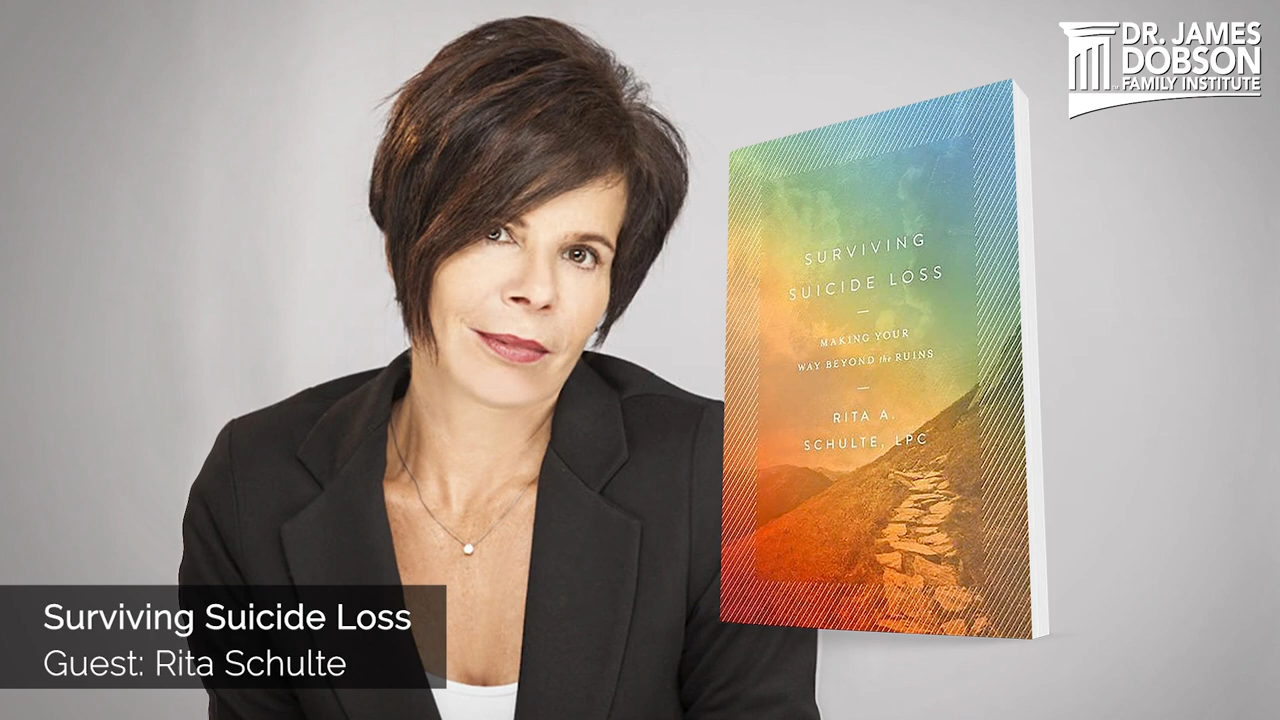 DR. JAMES
DOBSON
FAMILY INSTITUTE
SURVIVING
SUICIDE LOSS
MAKING YOUR
WAY BEYOND the RUINS
RITA A.
SCHULTE, LPC
Surviving Suicide Loss
Guest: Rita Schulte